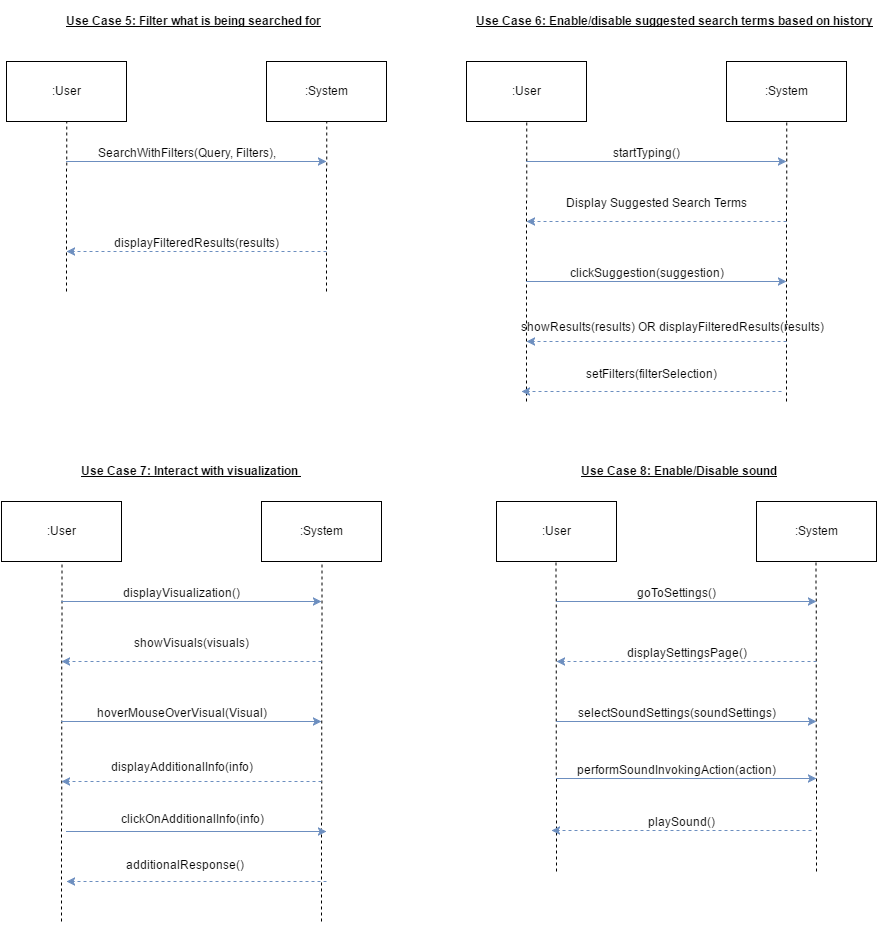 Use Case 5: Filter what is being searched for
:User
:System
SearchWithFilters(Query, Filters),
displayFilteredResults(results)
Use Case 6: Enable/disable suggested search terms based on history
:User
:System
startTyping()
Display Suggested Search Terms
clickSuggestion(suggestion)
showResults(results) OR displayFilteredResults(results)
setFilters(filterSelection)
Use Case 7: Interact with visualization
:User
:System
displayVisualization()
showVisuals(visuals)
hoverMouseOverVisual(Visual)
displayAdditionalInfo(info)
clickOnAdditionalInfo(info)
additionalResponse()
Use Case 8: Enable/Disable sound
:User
:System
goToSettings()
displaySettingsPage()
selectSoundSettings(soundSettings)
performSoundInvokingAction(action)
playSound()